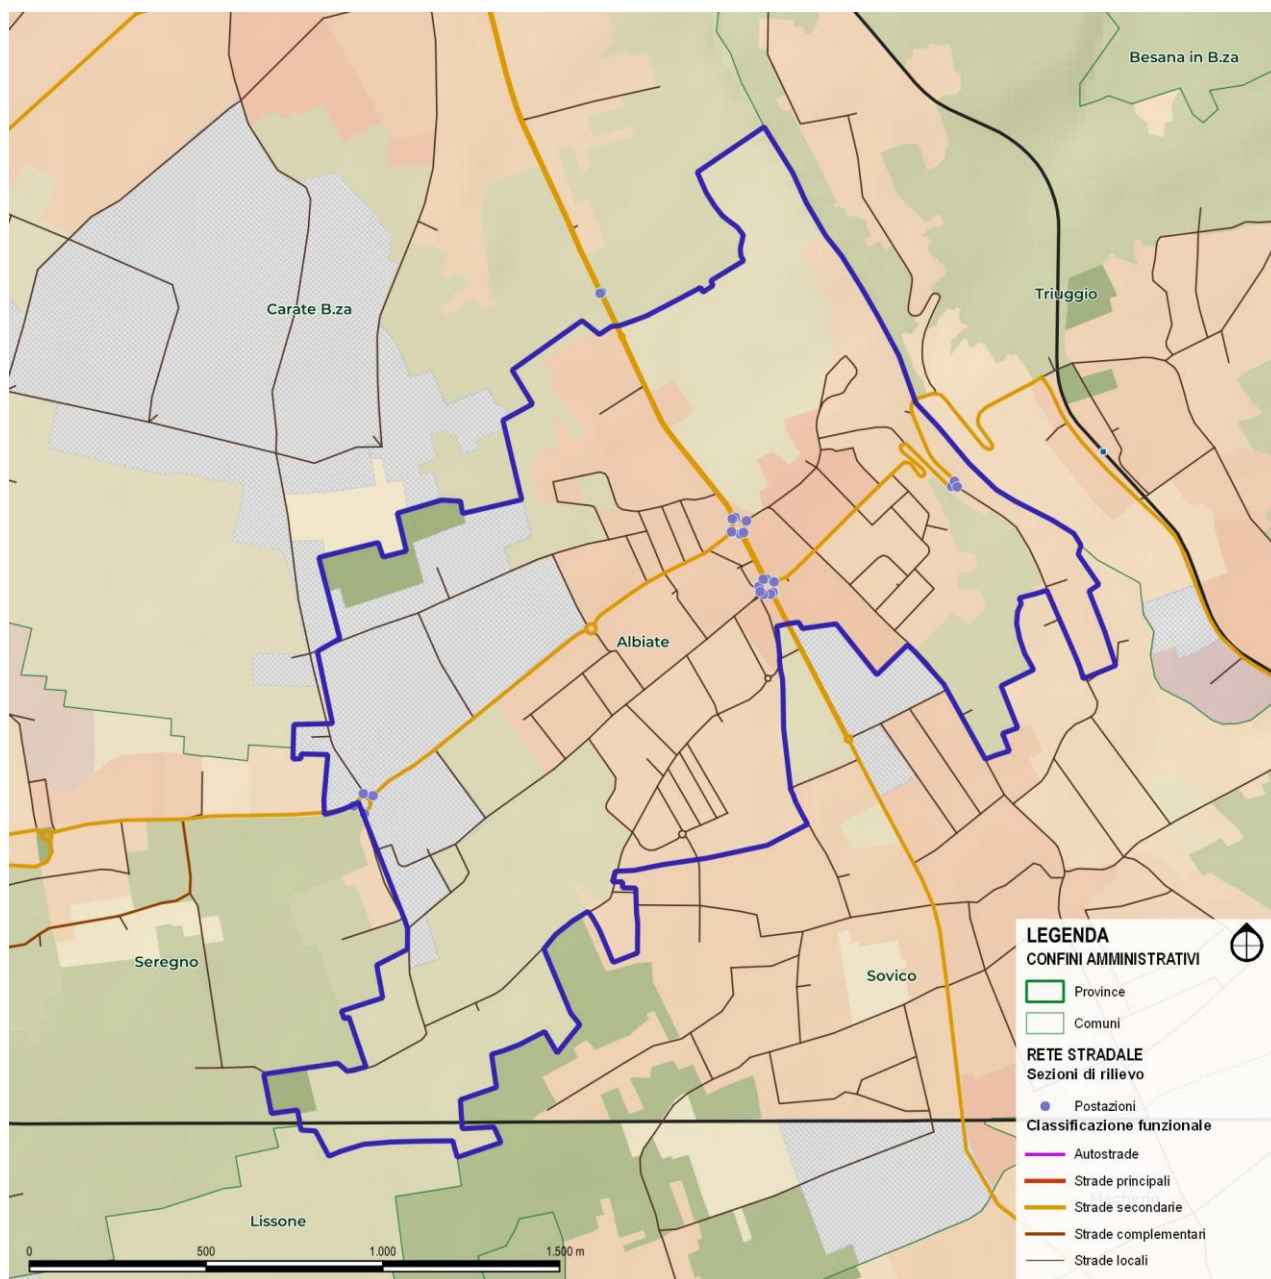 Besana in B.za
Triuggio
Carate B.za
Albiate
Seregno
Sovico
Lissone
Macherio
0 500 1.000 1.500 m
LEGENDA
CONFINI AMMINISTRATIVI
Province
Comuni
RETE STRADALE
Sezioni di rilievo
Postazioni
Classificazione funzionale
Autostrade
Strade principali
Strade secondarie
Strade complementari
Strade locali